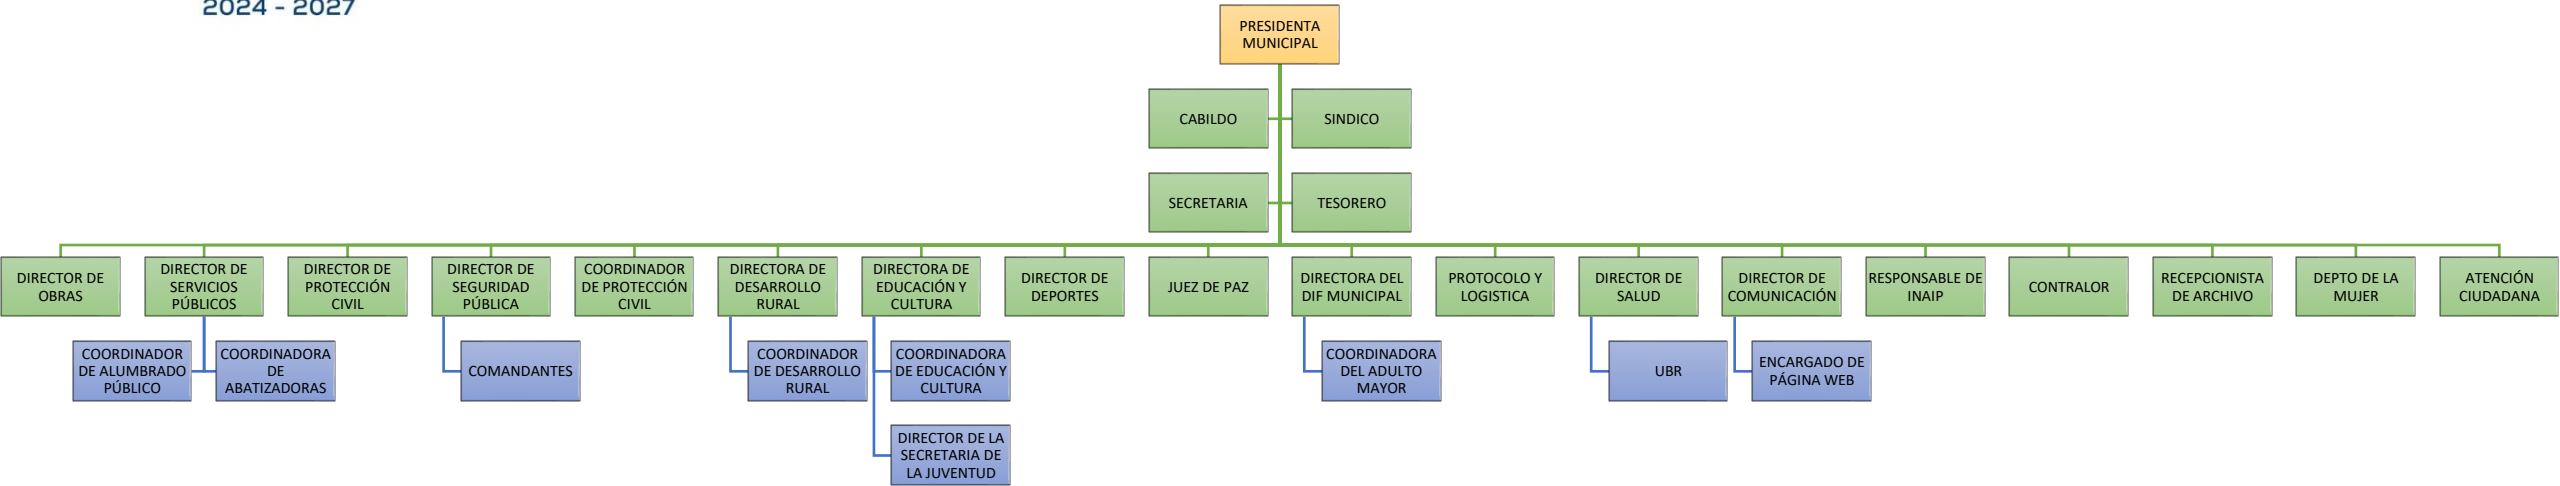 2024 - 2027
PRESIDENTA
MUNICIPAL
CABILDO
SINDICO
SECRETARIA
TESORERO
DIRECTOR DE
OBRAS
DIRECTOR DE
SERVICIOS
PÚBLICOS
DIRECTOR DE
PROTECCIÓN
CIVIL
DIRECTOR DE
SEGURIDAD
PÚBLICA
COORDINADOR
DE PROTECCIÓN
CIVIL
DIRECTORA DE
DESARROLLO
RURAL
DIRECTORA DE
EDUCACIÓN Y
CULTURA
DIRECTOR DE
DEPORTES
JUEZ DE PAZ
DIRECTORA DEL
DIF MUNICIPAL
PROTOCOLO Y
LOGISTICA
DIRECTOR DE
SALUD
DIRECTOR DE
COMUNICACIÓN
RESPONSABLE DE
INAIP
CONTRALOR
RECEPCIONISTA
DE ARCHIVO
DEPTO DE LA
MUJER
ATENCIÓN
CIUDADANA
COORDINADOR
DE ALUMBRADO
PÚBLICO
COORDINADORA
DE
ABATIZADORAS
COMANDANTES
COORDINADOR
DE DESARROLLO
RURAL
COORDINADORA
DE EDUCACIÓN Y
CULTURA
COORDINADORA
DEL ADULTO
MAYOR
UBR
ENCARGADO DE
PÁGINA WEB
DIRECTOR DE LA
SECRETARIA DE
LA JUVENTUD